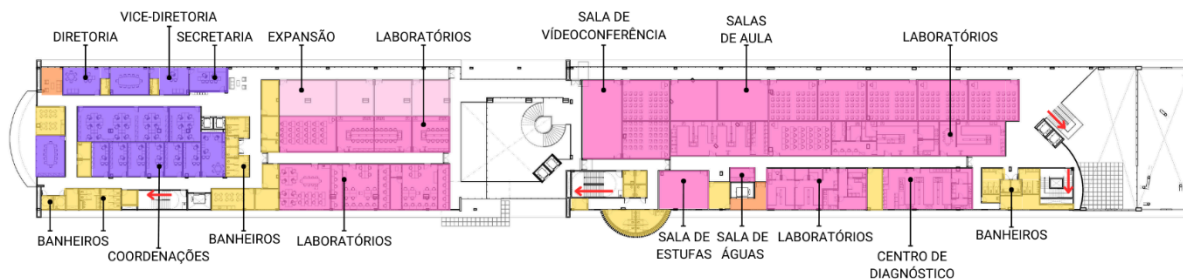 VICE-DIRETORIA
DIRETORIA
SECRETARIA
EXPANSÃO
LABORATÓRIOS
SALA DE
VÍDEOCONFERÊNCIA
SALAS
DE AULA
LABORATÓRIOS
BANHEIROS
COORDENAÇÕES
BANHEIROS
LABORATÓRIOS
SALA DE
ESTUFAS
SALA DE
ÁGUAS
LABORATÓRIOS
CENTRO DE
DIAGNÓSTICO
BANHEIROS